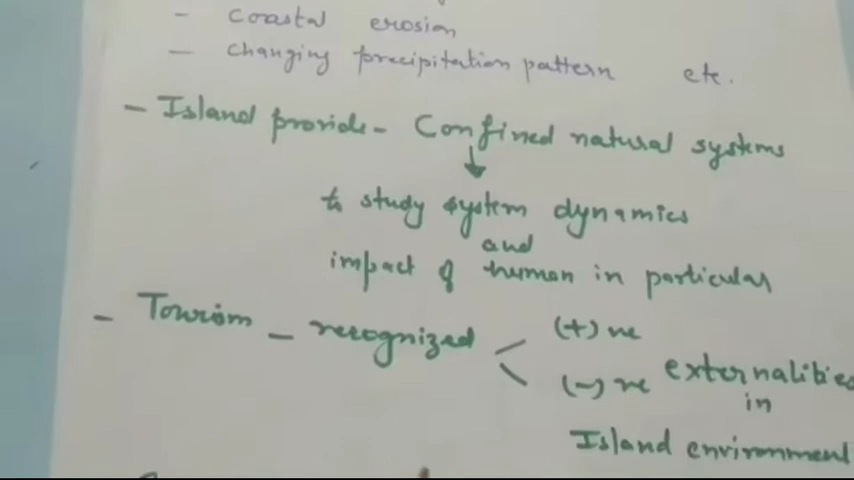 - coastal erosion
- changing precipitation pattern etc.
- Island provide - Confined natural systems
↓
to study system dynamics
and
impact of human in particular
- Tourism - recognized (+) ve
(-) ve externalities
in
Island environment